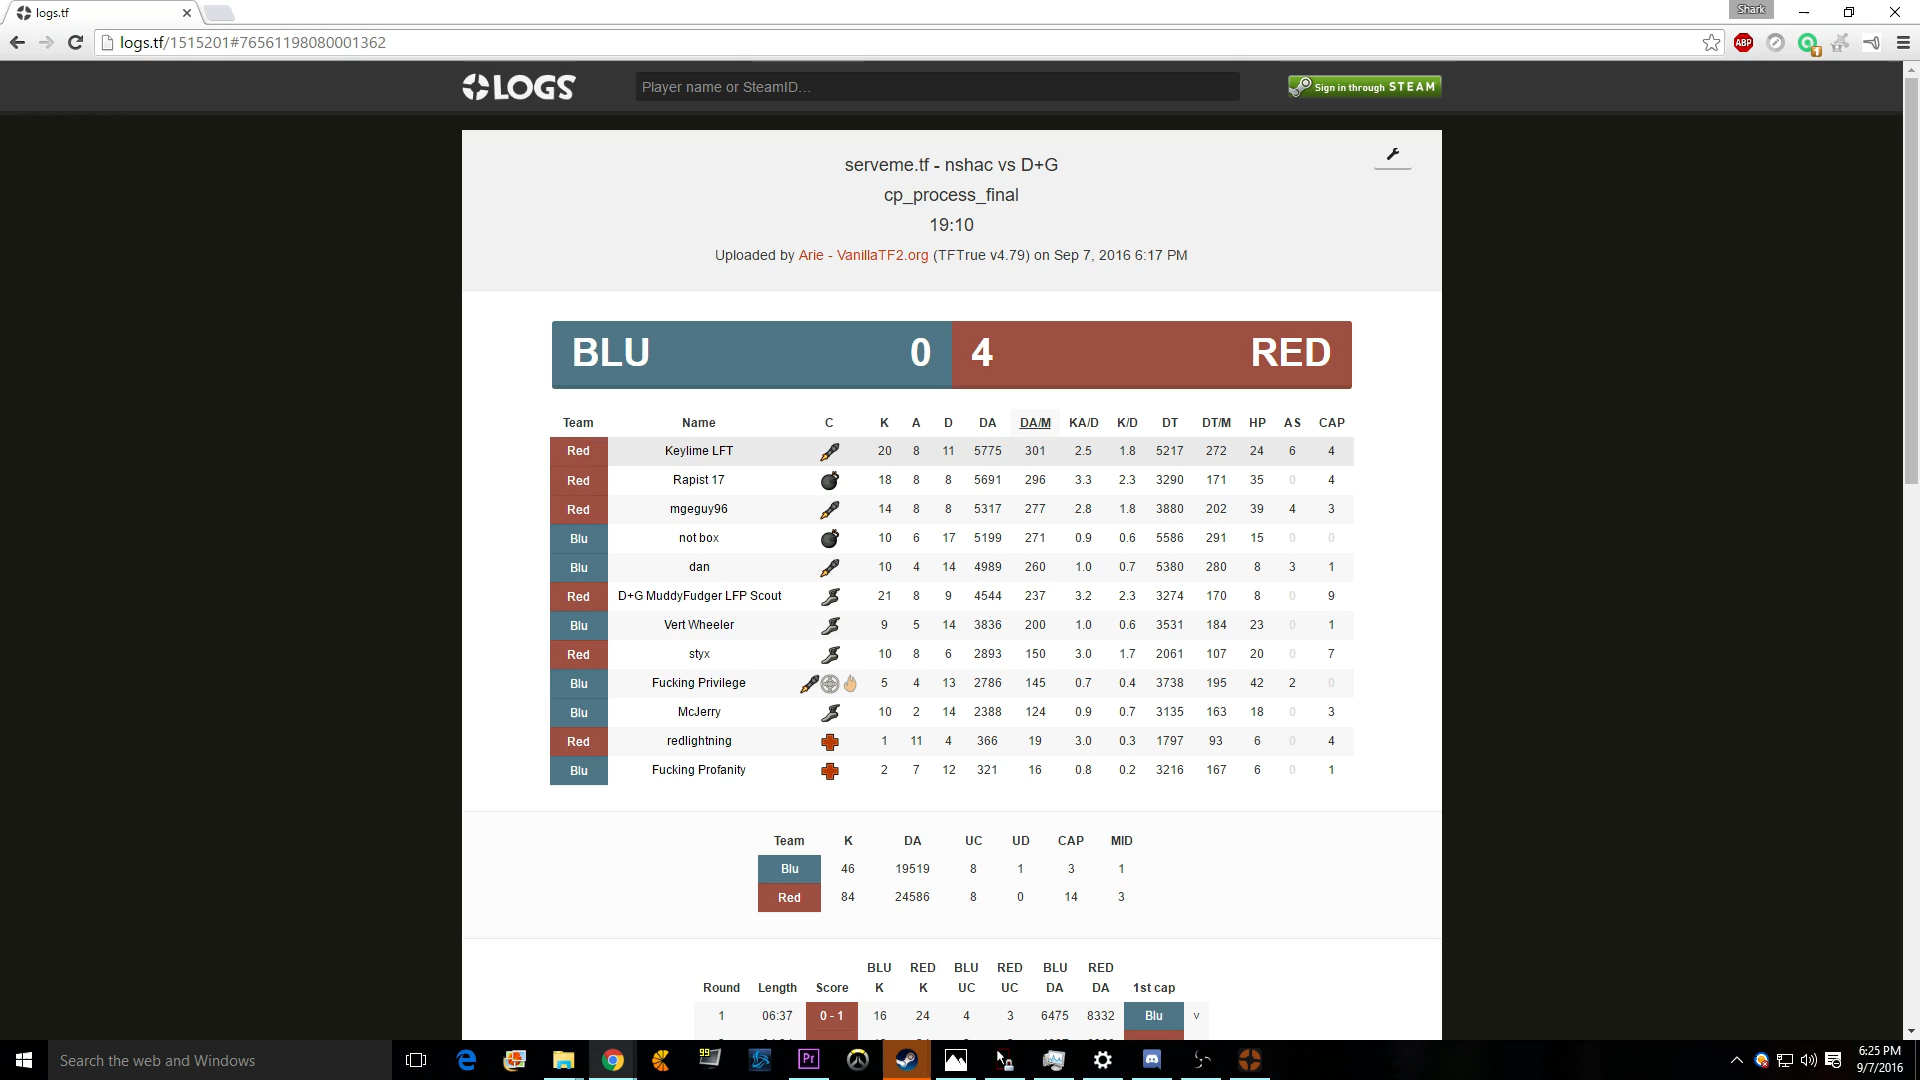 logs.tf
Shark
logs.tf/1515201#76561198080001362
ABP
1
LOGS
Player name or SteamID...
Sign in through STEAM
serveme.tf - nshac vs D+G
cp_process_final
19:10
Uploaded by Arie - VanillaTF2.org (TFTrue v4.79) on Sep 7, 2016 6:17 PM
BLU 0 4 RED
Team Name C K A D DA DA/M KA/D K/D DT DT/M HP AS CAP
Red Keylime LFT 20 8 11 5775 301 2.5 1.8 5217 272 24 6 4
Red Rapist 17 18 8 8 5691 296 3.3 2.3 3290 171 35 0 4
Red mgeguy96 14 8 8 5317 277 2.8 1.8 3880 202 39 4 3
Blu not box 10 6 17 5199 271 0.9 0.6 5586 291 15 0 0
Blu dan 10 4 14 4989 260 1.0 0.7 5380 280 8 3 1
Red D+G MuddyFudger LFP Scout 21 8 9 4544 237 3.2 2.3 3274 170 8 0 9
Blu Vert Wheeler 9 5 14 3836 200 1.0 0.6 3531 184 23 0 1
Red styx 10 8 6 2893 150 3.0 1.7 2061 107 20 0 7
Blu Fucking Privilege 5 4 13 2786 145 0.7 0.4 3738 195 42 2 0
Blu McJerry 10 2 14 2388 124 0.9 0.7 3135 163 18 0 3
Red redlightning 1 11 4 366 19 3.0 0.3 1797 93 6 0 4
Blu Fucking Profanity 2 7 12 321 16 0.8 0.2 3216 167 6 0 1
Team K DA UC UD CAP MID
Blu 46 19519 8 1 3 1
Red 84 24586 8 0 14 3
BLU RED BLU RED BLU RED
Round Length Score K K UC UC DA DA 1st cap
1 06:37 0 - 1 16 24 4 3 6475 8332 Blu v
Search the web and Windows
99
Pr
6:25 PM
9/7/2016